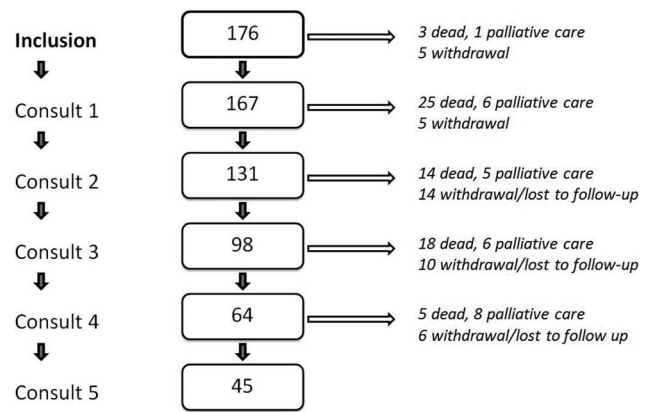 Inclusion
176
3 dead, 1 palliative care
5 withdrawal
Consult 1
167
25 dead, 6 palliative care
5 withdrawal
Consult 2
131
14 dead, 5 palliative care
14 withdrawal/lost to follow-up
Consult 3
98
18 dead, 6 palliative care
10 withdrawal/lost to follow-up
Consult 4
64
5 dead, 8 palliative care
6 withdrawal/lost to follow up
Consult 5
45